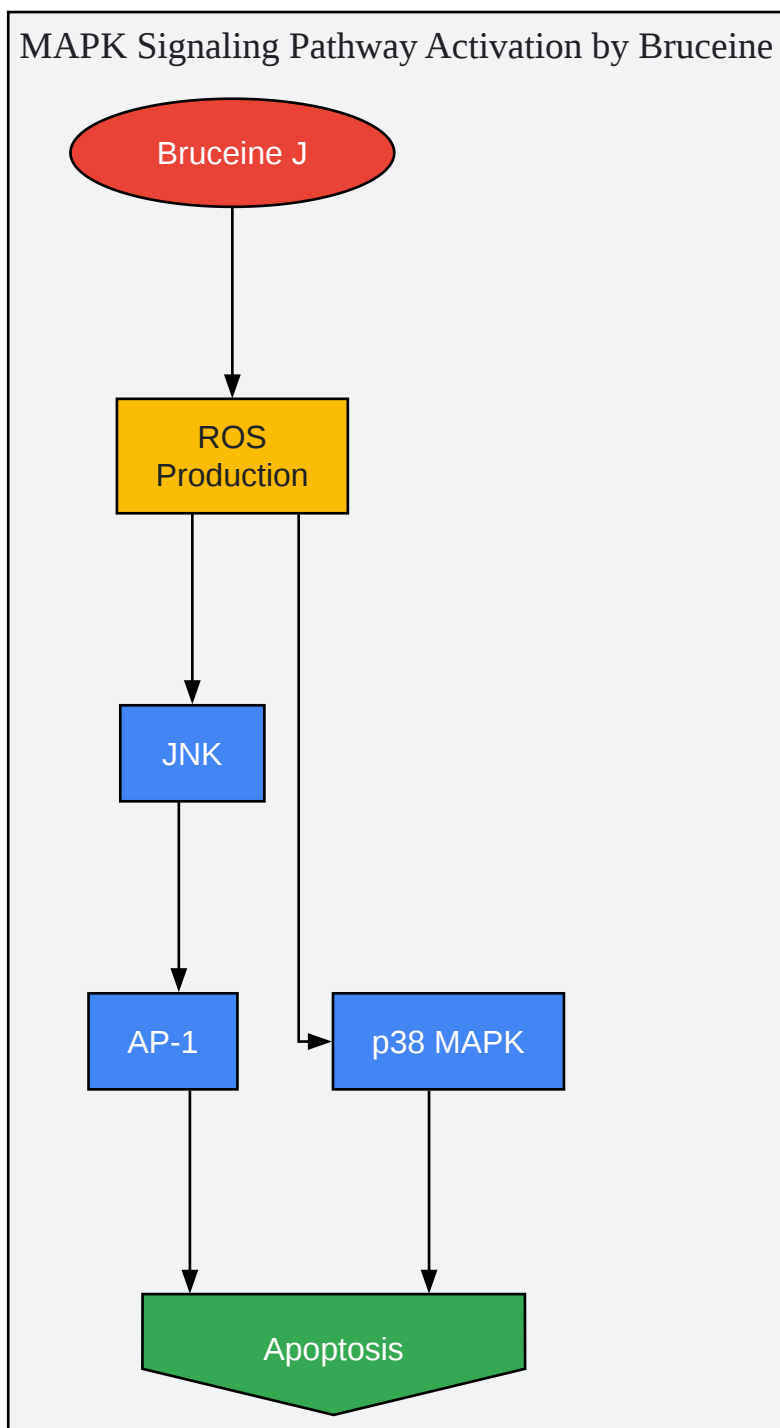 MAPK Signaling Pathway Activation by Bruceine
Bruceine J
ROS
Production
JNK
AP-1
p38 MAPK
Apoptosis